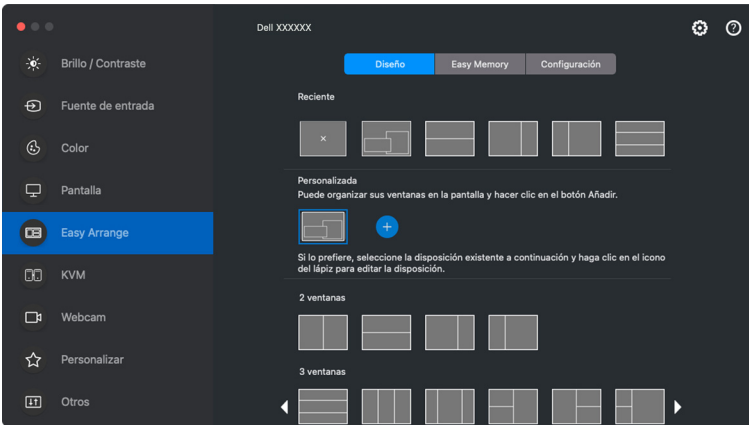 Dell XXXXXX
Brillo / Contraste
Fuente de entrada
Color
Pantalla
Easy Arrange
KVM
Webcam
Personalizar
Otros
Diseño
Easy Memory
Configuración
Reciente
Personalizada
Puede organizar sus ventanas en la pantalla y hacer clic en el botón Añadir.
Si lo prefiere, seleccione la disposición existente a continuación y haga clic en el icono
del lápiz para editar la disposición.
2 ventanas
3 ventanas